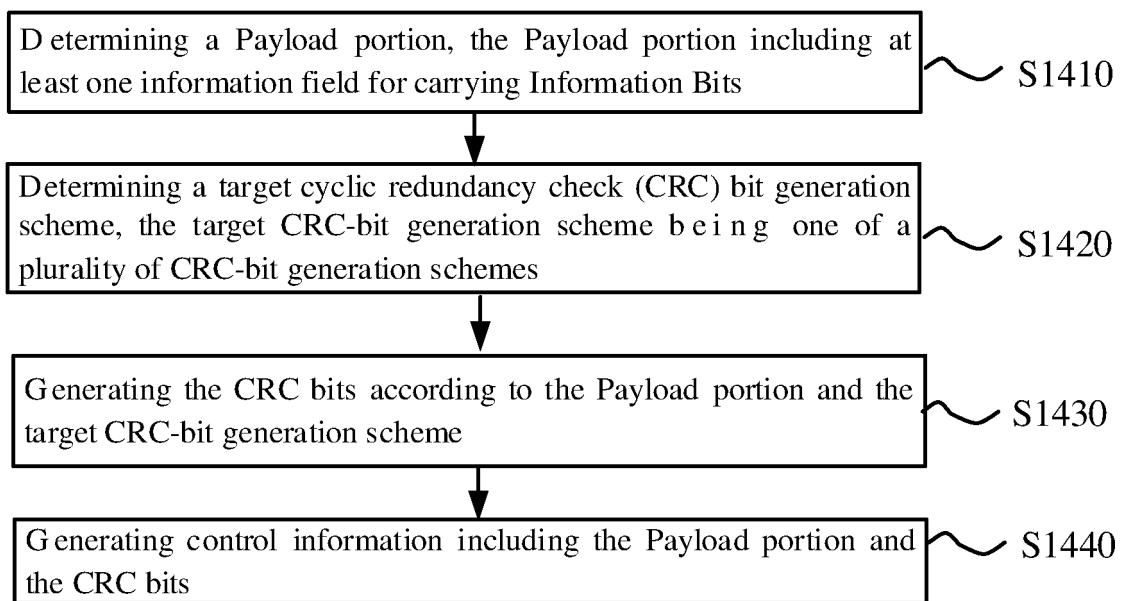 Determining a Payload portion, the Payload portion including at
least one information field for carrying Information Bits
S1410
Determining a target cyclic redundancy check (CRC) bit generation
scheme, the target CRC-bit generation scheme being one of a
plurality of CRC-bit generation schemes
S1420
Generating the CRC bits according to the Payload portion and the
target CRC-bit generation scheme
S1430
Generating control information including the Payload portion and
the CRC bits
S1440